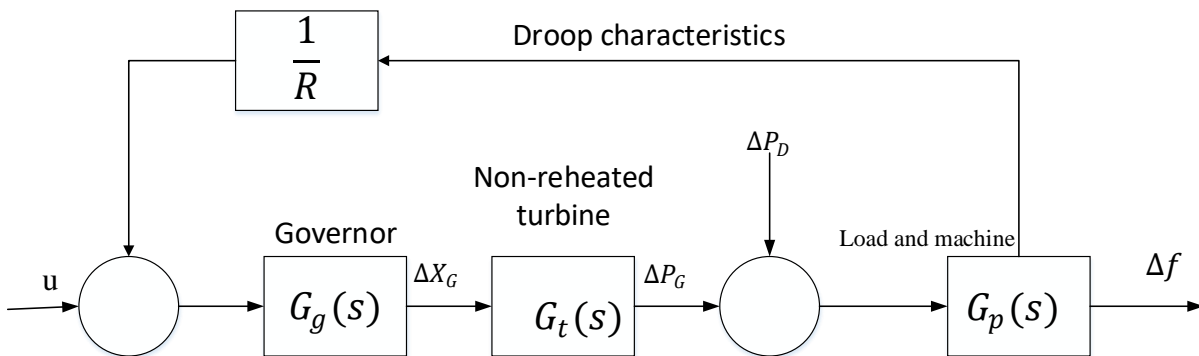 1
R
Droop characteristics
ΔP_D
Non-reheated
turbine
Governor
Load and machine
u
G_g(s)
ΔX_G
G_t(s)
ΔP_G
G_p(s)
Δf